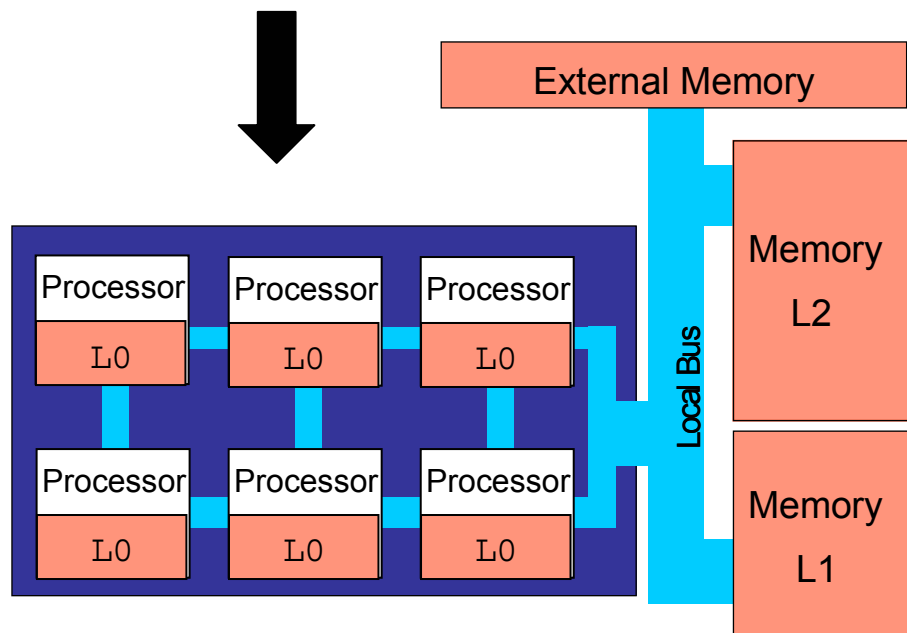 External Memory
Processor
L0
Processor
L0
Processor
L0
Processor
L0
Processor
L0
Processor
L0
Local Bus
Memory
L2
Memory
L1